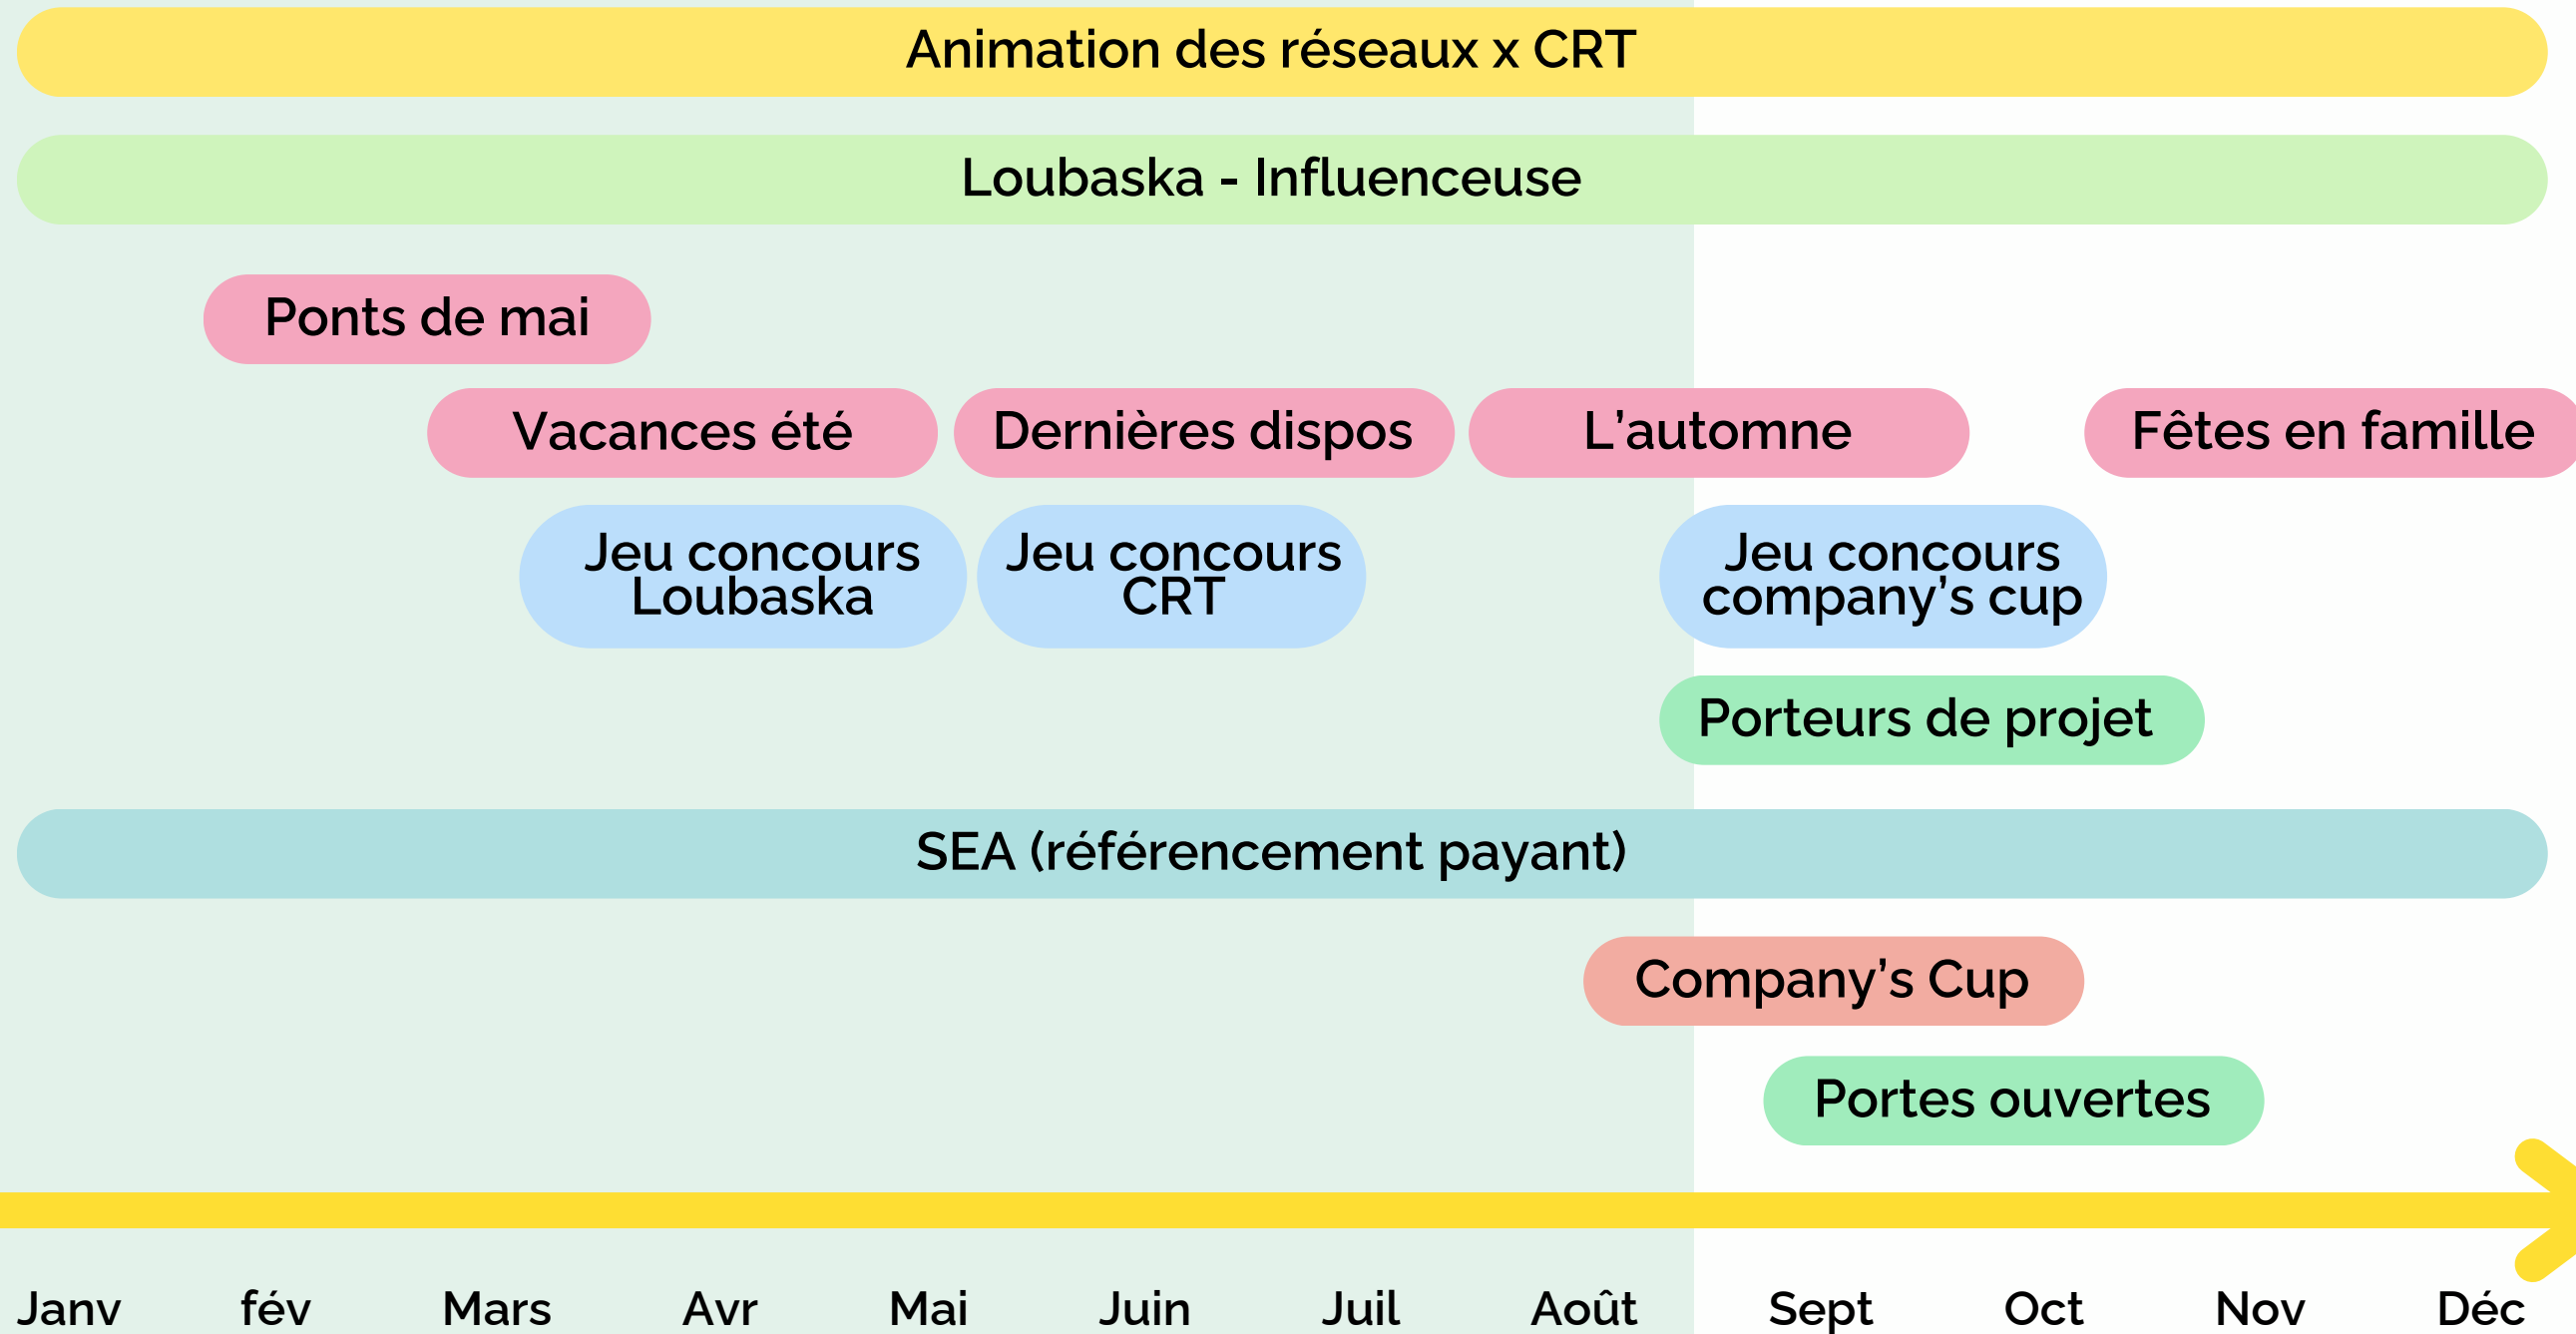 Animation des réseaux x CRT
Loubaska - Influenceuse
Ponts de mai
Vacances été
Dernières dispos
L’automne
Fêtes en famille
Jeu concours
Loubaska
Jeu concours
CRT
Jeu concours
company’s cup
Porteurs de projet
SEA (référencement payant)
Company’s Cup
Portes ouvertes
Janv fév Mars Avr Mai Juin Juil Août Sept Oct Nov Déc